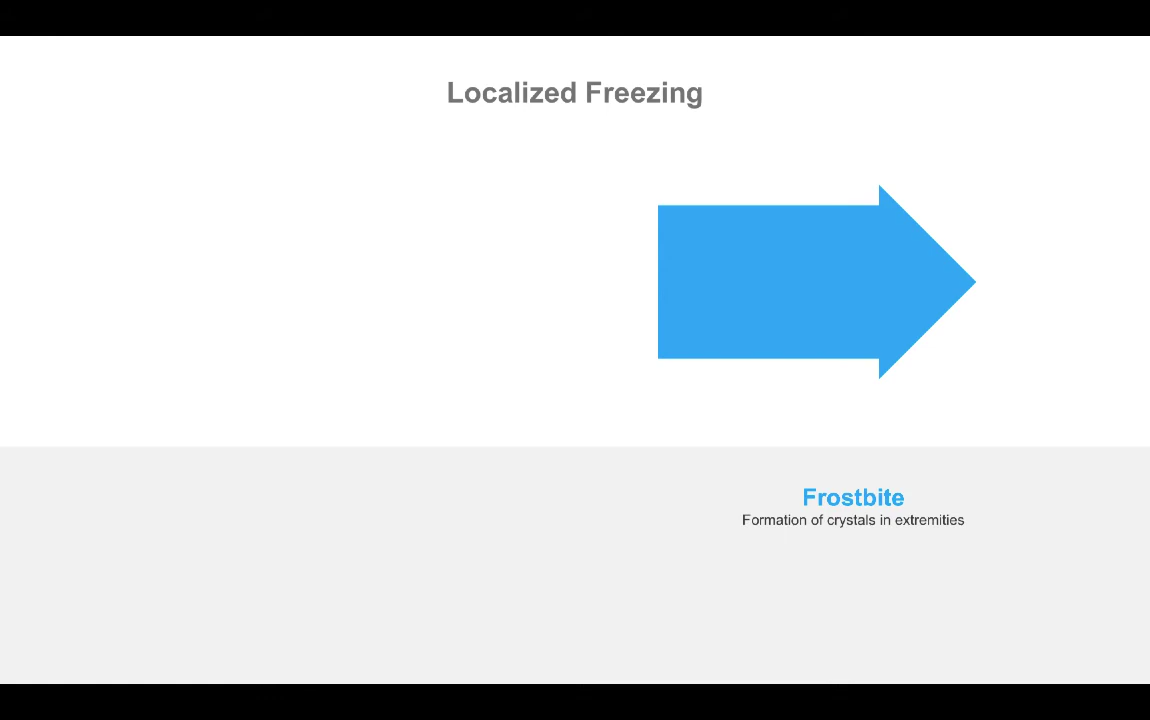 Localized Freezing
Frostbite
Formation of crystals in extremities